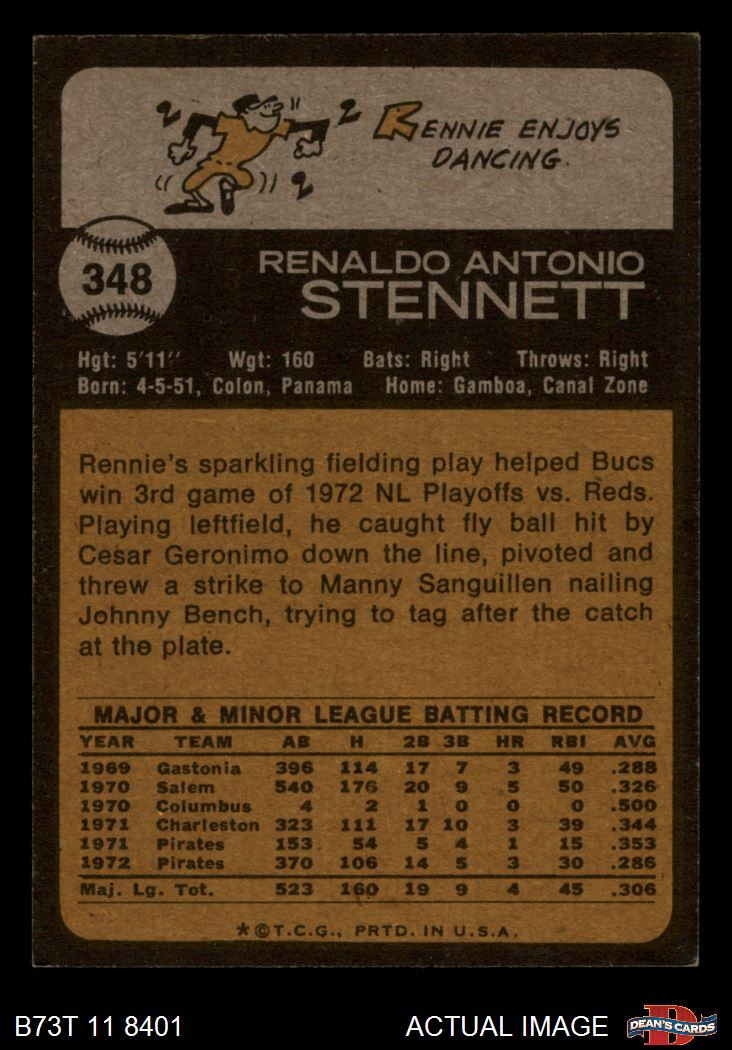 RENNIE ENJOYS
DANCING.
348
RENALDO ANTONIO
STENNETT
Hgt: 5'11" Wgt: 160 Bats: Right Throws: Right
Born: 4-5-51, Colon, Panama Home: Gamboa, Canal Zone
Rennie's sparkling fielding play helped Bucs
win 3rd game of 1972 NL Playoffs vs. Reds.
Playing leftfield, he caught fly ball hit by
Cesar Geronimo down the line, pivoted and
threw a strike to Manny Sanguillen nailing
Johnny Bench, trying to tag after the catch
at the plate.
MAJOR & MINOR LEAGUE BATTING RECORD
YEAR TEAM AB H 2B 3B HR RBI AVG
1969 Gastonia 396 114 17 7 3 49 .288
1970 Salem 540 176 20 9 5 50 .326
1970 Columbus 4 2 1 0 0 0 .500
1971 Charleston 323 111 17 10 3 39 .344
1971 Pirates 153 54 5 4 1 15 .353
1972 Pirates 370 106 14 5 3 30 .286
Maj. Lg. Tot. 523 160 19 9 4 45 .306
*©T.C.G., PRTD. IN U.S.A.
B73T 11 8401 ACTUAL IMAGE DEAN'S CARDS